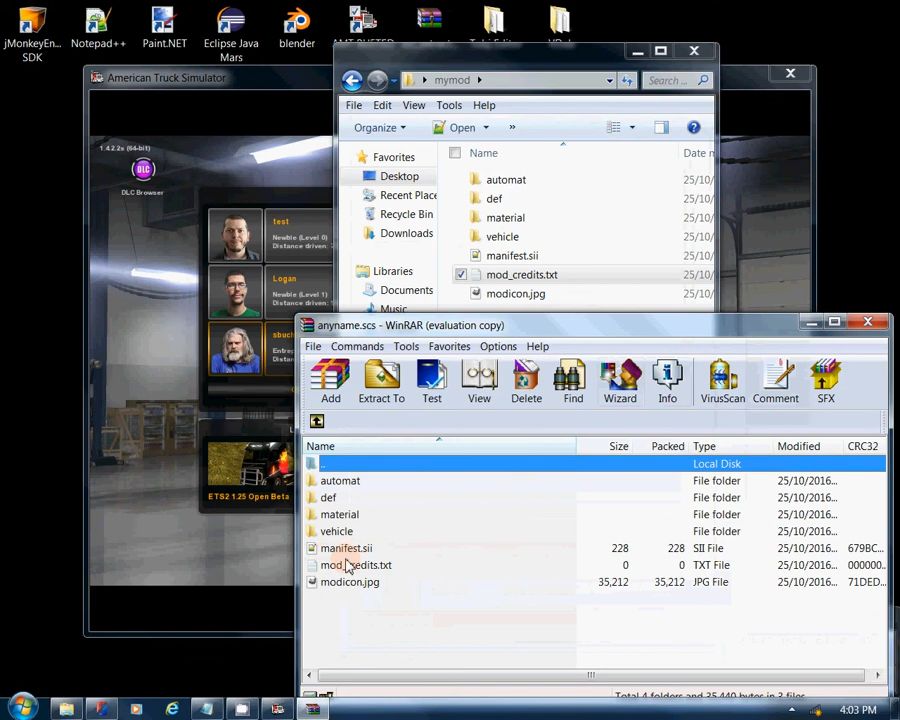 jMonkeyEn...
SDK
Notepad++
Paint.NET
Eclipse Java
Mars
blender
American Truck Simulator
1.4.2.2s (64-bit)
DLC
DLC Browser
test
Newbie (Level 0)
Distance driven:
Logan
Newbie (Level 1)
Distance driven:
sbuch
Entrep
Dista
ETS2 1.25 Open Beta
mymod
Search ...
File Edit View Tools Help
Organize Open »
Name Date n
Favorites
Desktop
Recent Place
Recycle Bin
Downloads
Libraries
Documents
Music
automat 25/10/
def 25/10/
material 25/10/
vehicle 25/10/
manifest.sii 25/10/
mod_credits.txt 25/10/
modicon.jpg 25/10/
anyname.scs - WinRAR (evaluation copy)
File Commands Tools Favorites Options Help
Add Extract To Test View Delete Find Wizard Info VirusScan Comment SFX
Name Size Packed Type Modified CRC32
.. Local Disk
automat File folder 25/10/2016...
def File folder 25/10/2016...
material File folder 25/10/2016...
vehicle File folder 25/10/2016...
manifest.sii 228 228 SII File 25/10/2016... 679BC...
mod_credits.txt 0 0 TXT File 25/10/2016... 000000...
modicon.jpg 35,212 35,212 JPG File 25/10/2016... 71DED...
Total 4 folders and 35,440 bytes in 3 files
4:03 PM